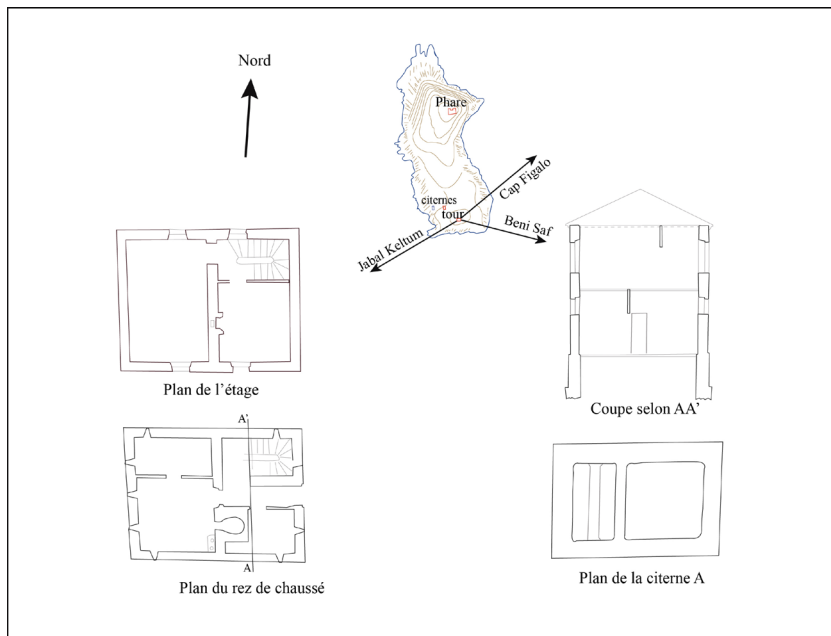 Nord
Phare
Cap Figalo
citernes
tour
Beni Saf
Jabal Keltum
Plan de l'étage
Coupe selon AA'
A'
A
Plan du rez de chaussé
Plan de la citerne A